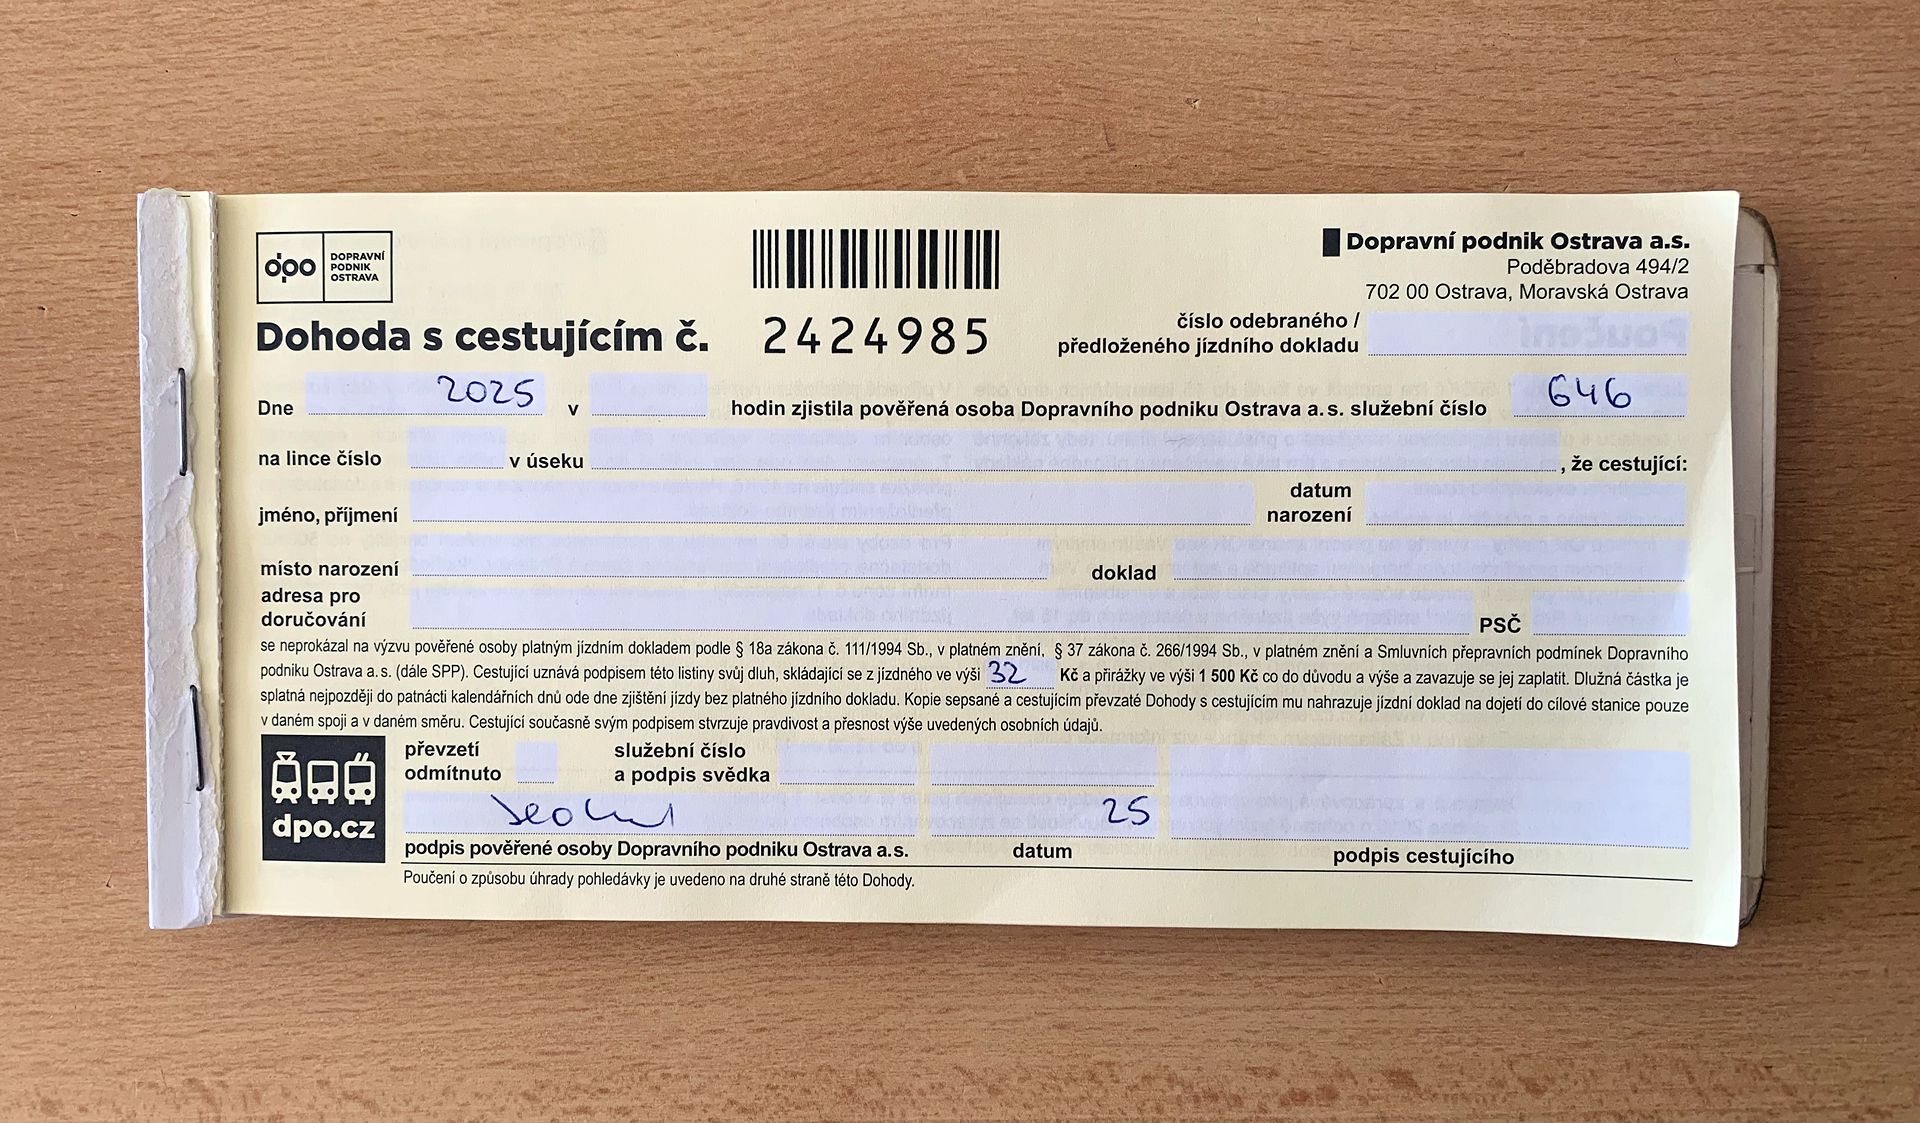 dpo DOPRAVNÍ
PODNIK
OSTRAVA
Dopravní podnik Ostrava a.s.
Poděbradova 494/2
702 00 Ostrava, Moravská Ostrava
Dohoda s cestujícím č. 2424985
číslo odebraného /
předloženého jízdního dokladu
Dne 2025 v hodin zjistila pověřená osoba Dopravního podniku Ostrava a.s. služební číslo 646
na lince číslo v úseku , že cestující:
jméno, příjmení datum
narození
místo narození doklad
adresa pro
doručování PSČ
se neprokázal na výzvu pověřené osoby platným jízdním dokladem podle § 18a zákona č. 111/1994 Sb., v platném znění, § 37 zákona č. 266/1994 Sb., v platném znění a Smluvních přepravních podmínek Dopravního
podniku Ostrava a.s. (dále SPP). Cestující uznává podpisem této listiny svůj dluh, skládající se z jízdného ve výši 32 Kč a přirážky ve výši 1 500 Kč co do důvodu a výše a zavazuje se jej zaplatit. Dlužná částka je
splatná nejpozději do patnácti kalendářních dnů ode dne zjištění jízdy bez platného jízdního dokladu. Kopie sepsané a cestujícím převzaté Dohody s cestujícím mu nahrazuje jízdní doklad na dojetí do cílové stanice pouze
v daném spoji a v daném směru. Cestující současně svým podpisem stvrzuje pravdivost a přesnost výše uvedených osobních údajů.
převzetí
odmítnuto
služební číslo
a podpis svědka
dpo.cz
25
podpis pověřené osoby Dopravního podniku Ostrava a.s. datum podpis cestujícího
Poučení o způsobu úhrady pohledávky je uvedeno na druhé straně této Dohody.